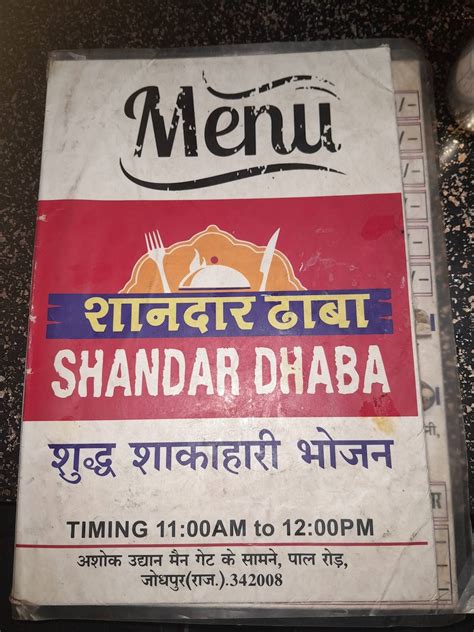 Menu
शानदार ढाबा
SHANDAR DHABA
शुद्ध शाकाहारी भोजन
TIMING 11:00AM to 12:00PM
अशोक उद्यान मैन गेट के सामने, पाल रोड़,
जोधपुर(राज.).342008